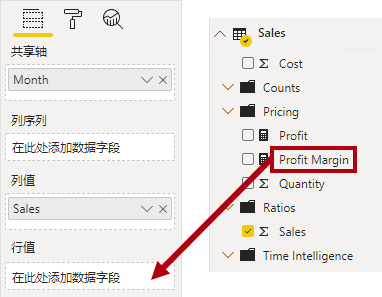 共享轴
Month
列序列
在此处添加数据字段
列值
Sales
行值
在此处添加数据字段
Sales
Cost
Counts
Pricing
Profit
Profit Margin
Quantity
Ratios
Sales
Time Intelligence